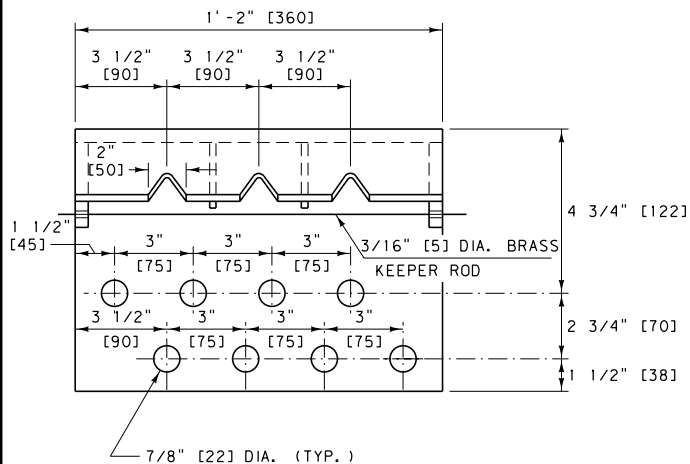 1'-2" [360]
3 1/2" 3 1/2" 3 1/2"
[90] [90] [90]
2"
[50]
4 3/4" [122]
1 1/2"
[45]
3" 3" 3"
[75] [75] [75]
3/16" [5] DIA. BRASS
KEEPER ROD
3 1/2" 3" 3" 3"
[90] [75] [75] [75]
2 3/4" [70]
1 1/2" [38]
7/8" [22] DIA. (TYP.)